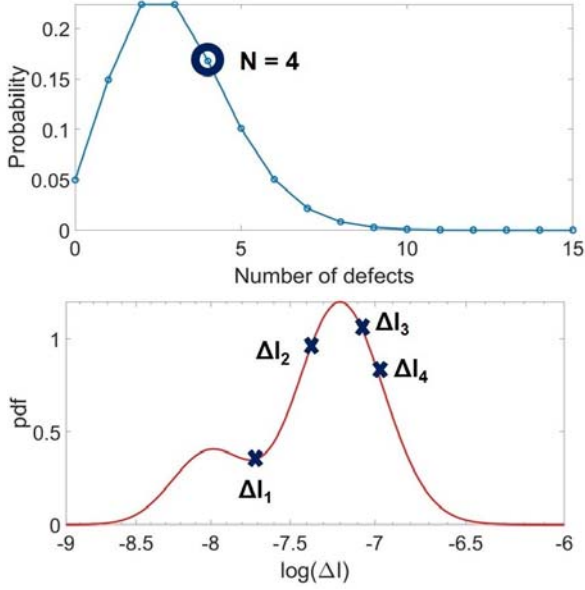 0.2
0.15
0.1
0.05
0
Probability
N = 4
0 5 10 15
Number of defects
1
0.5
0
pdf
ΔI₂
ΔI₃
ΔI₄
ΔI₁
-9 -8.5 -8 -7.5 -7 -6.5 -6
log(ΔI)